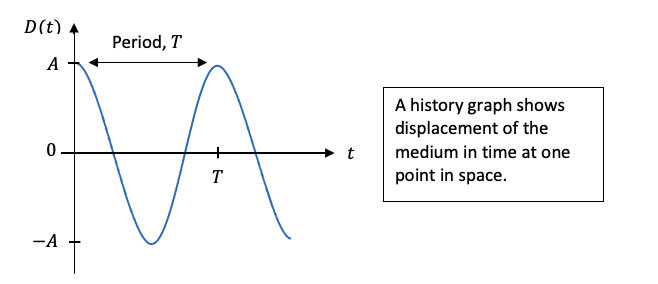 D(t)
Period, T
A
0
t
T
−A
A history graph shows
displacement of the
medium in time at one
point in space.